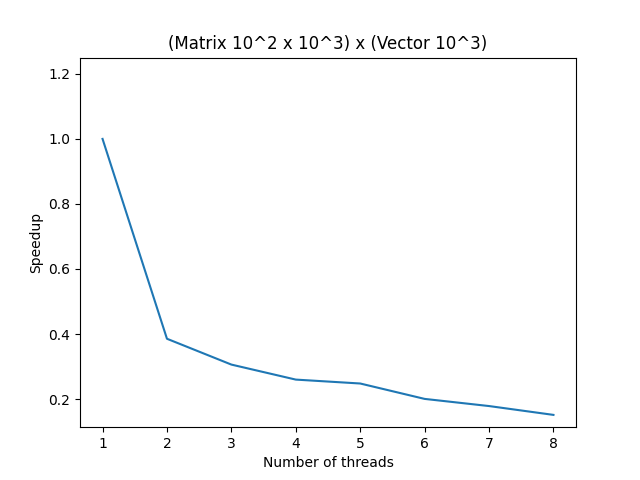 (Matrix 10^2 x 10^3) x (Vector 10^3)
1.2
1.0
0.8
0.6
0.4
0.2
Speedup
1 2 3 4 5 6 7 8
Number of threads